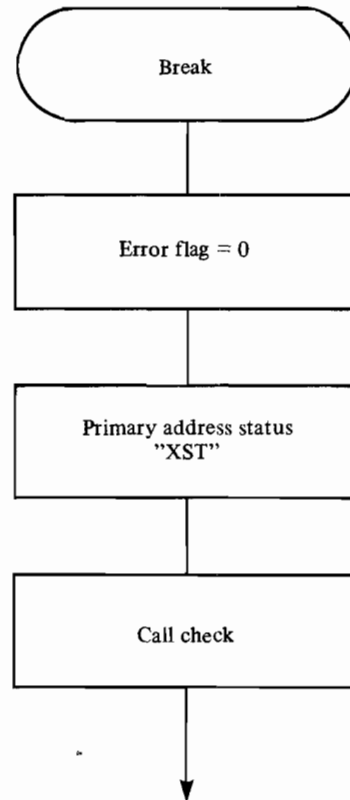 Break
Error flag = 0
Primary address status
”XST”
Call check